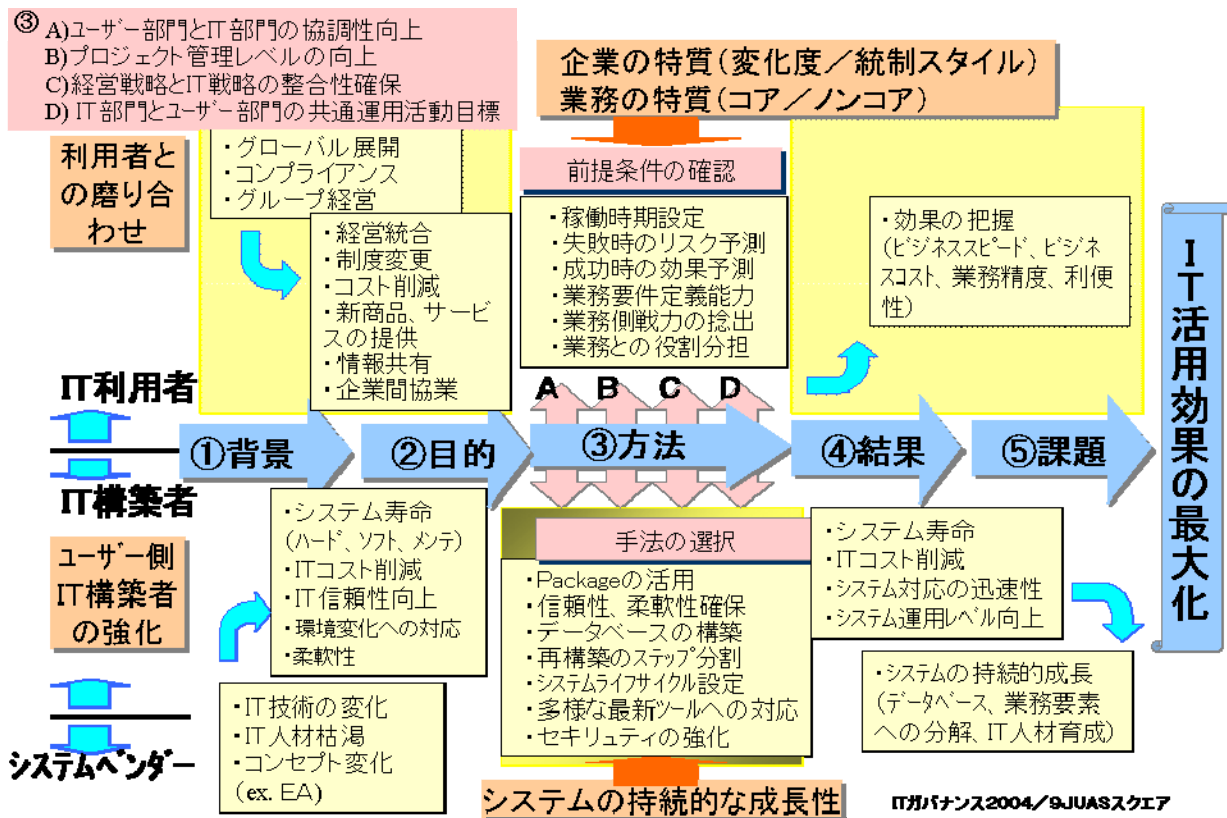 ③ A)ユーザー部門とIT部門の協調性向上
B)プロジェクト管理レベルの向上
C)経営戦略とIT戦略の整合性確保
D) IT部門とユーザー部門の共通運用活動目標
企業の特質(変化度／統制スタイル)
業務の特質(コア／ノンコア)
利用者と
の磨り合
わせ
・グローバル展開
・コンプライアンス
・グループ経営
・経営統合
・制度変更
・コスト削減
・新商品、サービ
スの提供
・情報共有
・企業間協業
前提条件の確認
・稼働時期設定
・失敗時のリスク予測
・成功時の効果予測
・業務要件定義能力
・業務側戦力の捻出
・業務との役割分担
・効果の把握
(ビジネススピード、ビジネ
スコスト、業務精度、利便
性)
IT活用効果の最大化
IT利用者
A B C D
①背景
②目的
③方法
④結果
⑤課題
IT構築者
ユーザー側
IT構築者
の強化
・システム寿命
(ハード、ソフト、メンテ)
・ITコスト削減
・IT信頼性向上
・環境変化への対応
・柔軟性
・IT技術の変化
・IT人材枯渇
・コンセプト変化
(ex. EA)
手法の選択
・Packageの活用
・信頼性、柔軟性確保
・データベースの構築
・再構築のステップ分割
・システムライフサイクル設定
・多様な最新ツールへの対応
・セキュリティの強化
・システム寿命
・ITコスト削減
・システム対応の迅速性
・システム運用レベル向上
・システムの持続的成長
(データベース、業務要素
への分解、IT人材育成)
システムベンダー
システムの持続的な成長性
ITガバナンス2004／9JUASスクエア